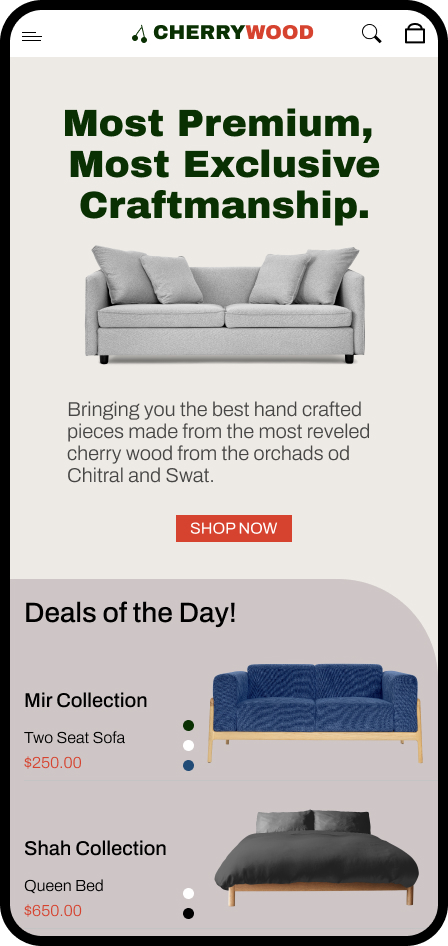 CHERRYWOOD
Most Premium,
Most Exclusive
Craftmanship.
Bringing you the best hand crafted
pieces made from the most reveled
cherry wood from the orchads od
Chitral and Swat.
SHOP NOW
Deals of the Day!
Mir Collection
Two Seat Sofa
$250.00
Shah Collection
Queen Bed
$650.00